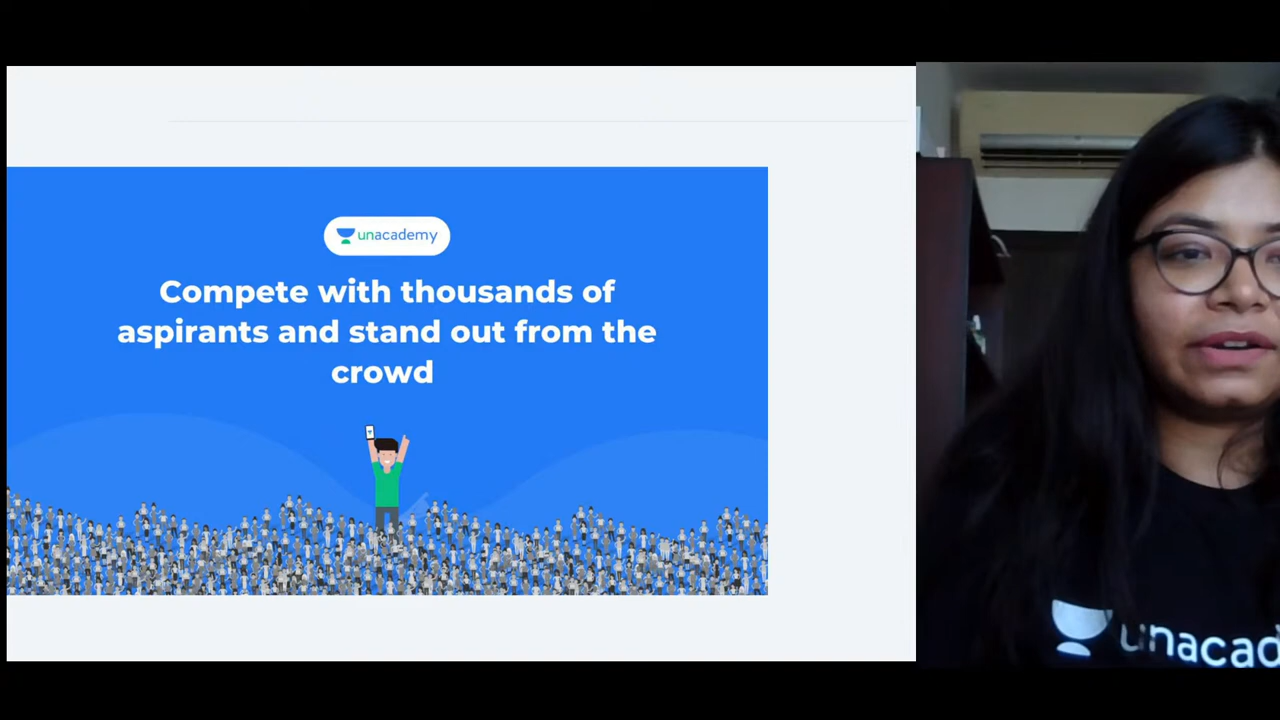 unacademy
Compete with thousands of
aspirants and stand out from the
crowd
unacad